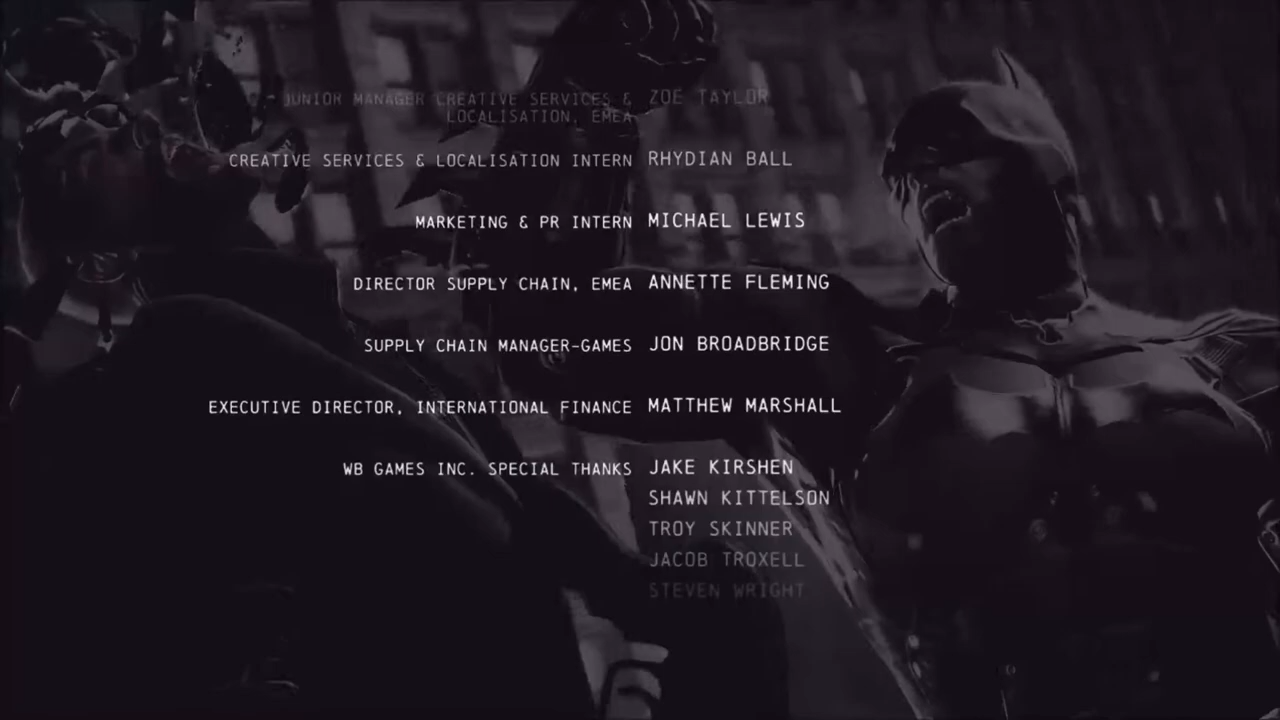 JUNIOR MANAGER CREATIVE SERVICES & ZOE TAYLOR
LOCALISATION, EMEA
CREATIVE SERVICES & LOCALISATION INTERN RHYDIAN BALL
MARKETING & PR INTERN MICHAEL LEWIS
DIRECTOR SUPPLY CHAIN, EMEA ANNETTE FLEMING
SUPPLY CHAIN MANAGER-GAMES JON BROADBRIDGE
EXECUTIVE DIRECTOR, INTERNATIONAL FINANCE MATTHEW MARSHALL
WB GAMES INC. SPECIAL THANKS JAKE KIRSHEN
SHAWN KITTELSON
TROY SKINNER
JACOB TROXELL
STEVEN WRIGHT